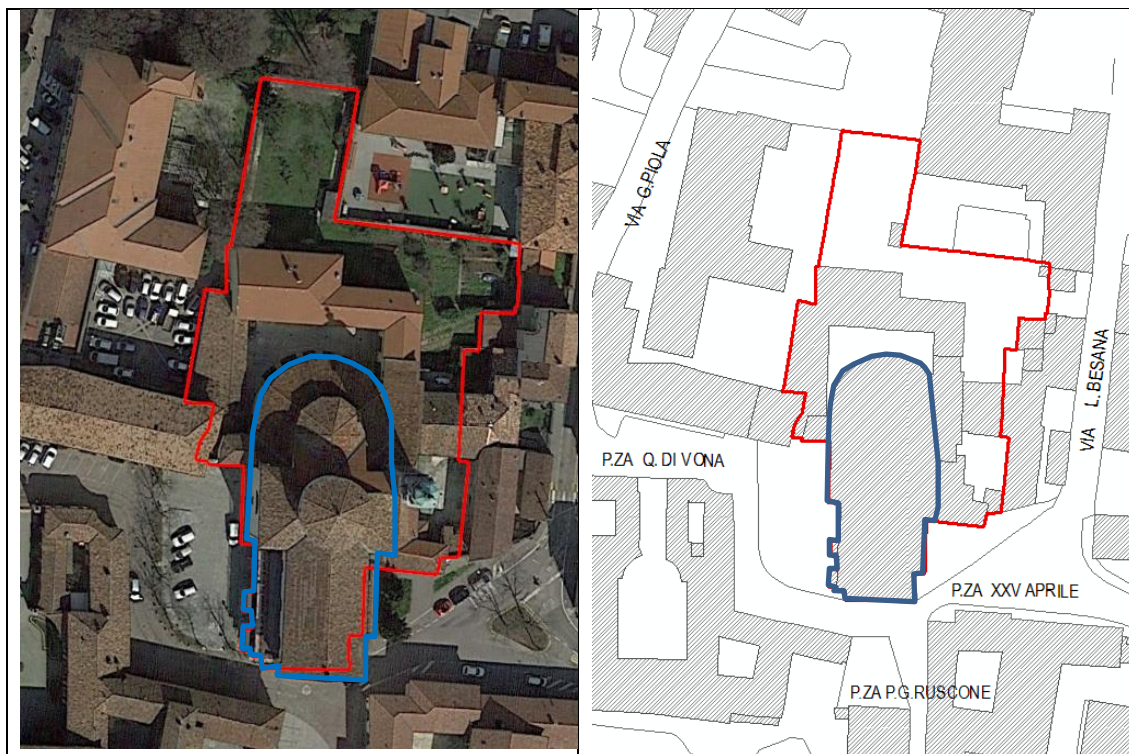 VIA G.PIOLA
VIA L. BESANA
P.ZA Q. DI VONA
P.ZA XXV APRILE
P.ZA P.G. RUSCONE